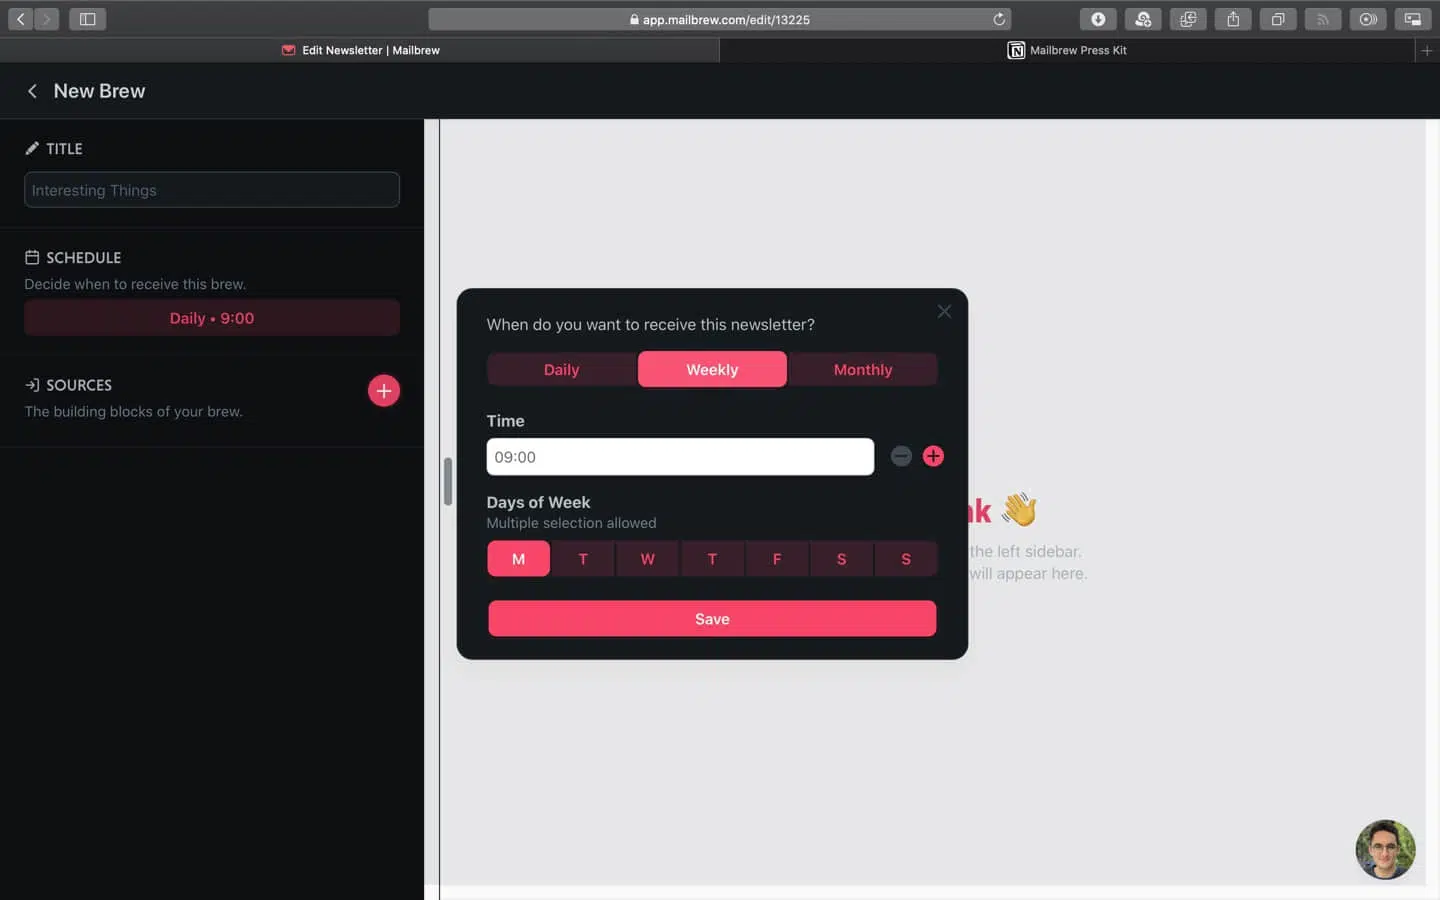 app.mailbrew.com/edit/13225
Edit Newsletter | Mailbrew
Mailbrew Press Kit
New Brew
TITLE
Interesting Things
SCHEDULE
Decide when to receive this brew.
Daily • 9:00
SOURCES
The building blocks of your brew.
When do you want to receive this newsletter?
Daily Weekly Monthly
Time
09:00
Days of Week
Multiple selection allowed
M T W T F S S
Save
the left sidebar.
will appear here.